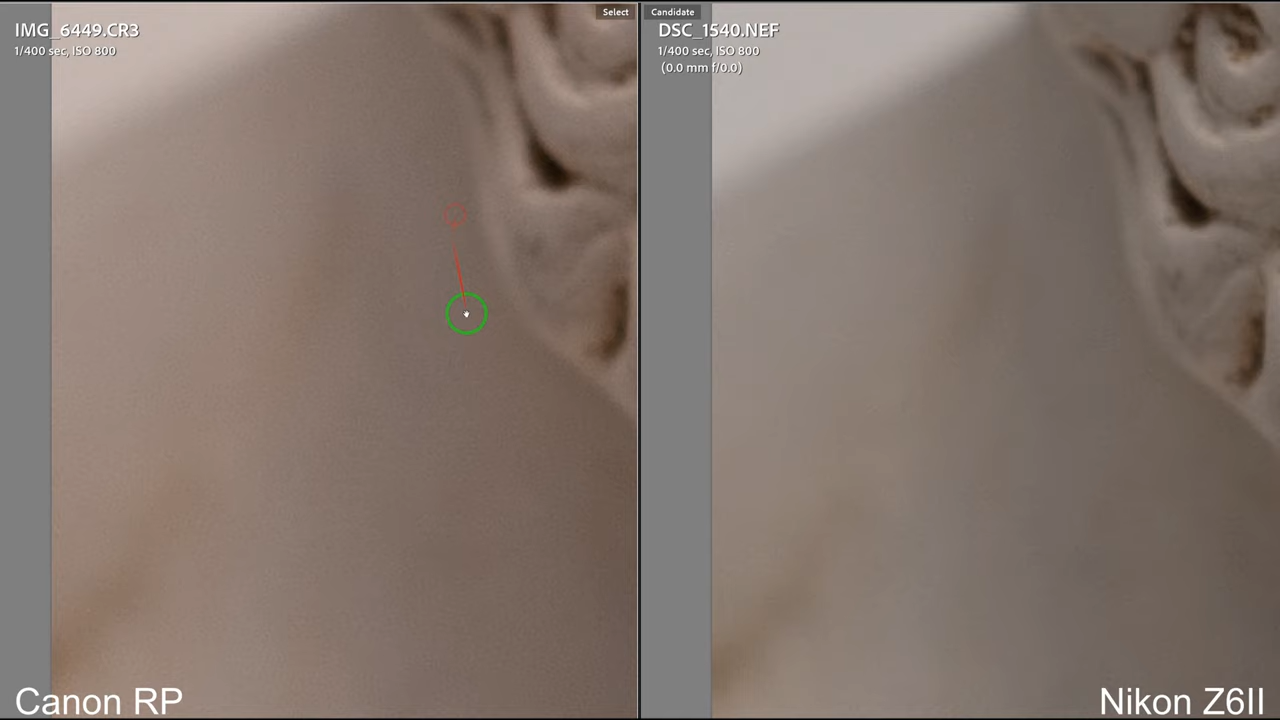 Select
IMG_6449.CR3
1/400 sec, ISO 800
Candidate
DSC_1540.NEF
1/400 sec, ISO 800
(0.0 mm f/0.0)
Canon RP
Nikon Z6II